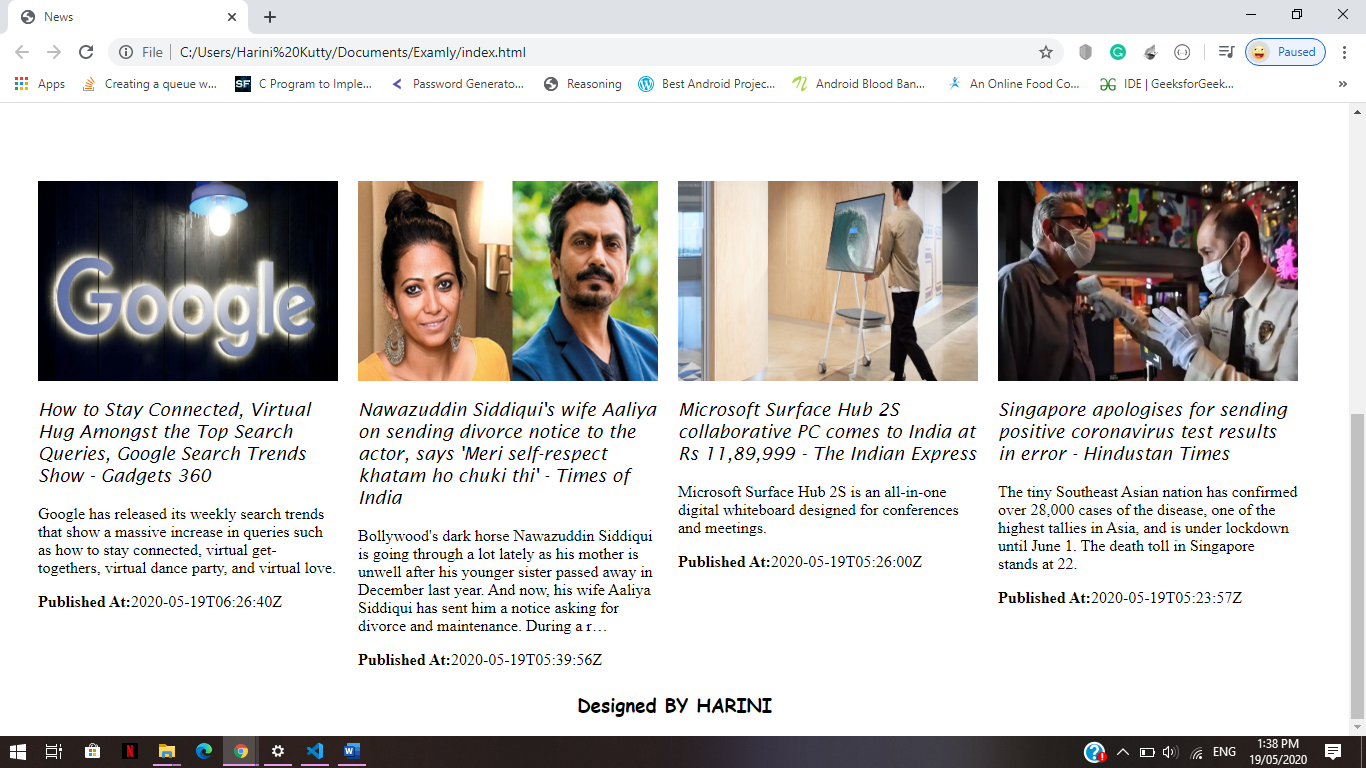 News
File
C:/Users/Harini%20Kutty/Documents/Examly/index.html
Paused
Apps
Creating a queue w...
SF
C Program to Imple...
Password Generato...
Reasoning
Best Android Projec...
Android Blood Ban...
An Online Food Co...
IDE | GeeksforGeek...
Google
How to Stay Connected, Virtual
Hug Amongst the Top Search
Queries, Google Search Trends
Show - Gadgets 360
Google has released its weekly search trends
that show a massive increase in queries such
as how to stay connected, virtual get-
togethers, virtual dance party, and virtual love.
Published At:2020-05-19T06:26:40Z
Nawazuddin Siddiqui's wife Aaliya
on sending divorce notice to the
actor, says 'Meri self-respect
khatam ho chuki thi' - Times of
India
Bollywood's dark horse Nawazuddin Siddiqui
is going through a lot lately as his mother is
unwell after his younger sister passed away in
December last year. And now, his wife Aaliya
Siddiqui has sent him a notice asking for
divorce and maintenance. During a r…
Published At:2020-05-19T05:39:56Z
Microsoft Surface Hub 2S
collaborative PC comes to India at
Rs 11,89,999 - The Indian Express
Microsoft Surface Hub 2S is an all-in-one
digital whiteboard designed for conferences
and meetings.
Published At:2020-05-19T05:26:00Z
Singapore apologises for sending
positive coronavirus test results
in error - Hindustan Times
The tiny Southeast Asian nation has confirmed
over 28,000 cases of the disease, one of the
highest tallies in Asia, and is under lockdown
until June 1. The death toll in Singapore
stands at 22.
Published At:2020-05-19T05:23:57Z
Designed BY HARINI
ENG
1:38 PM
19/05/2020